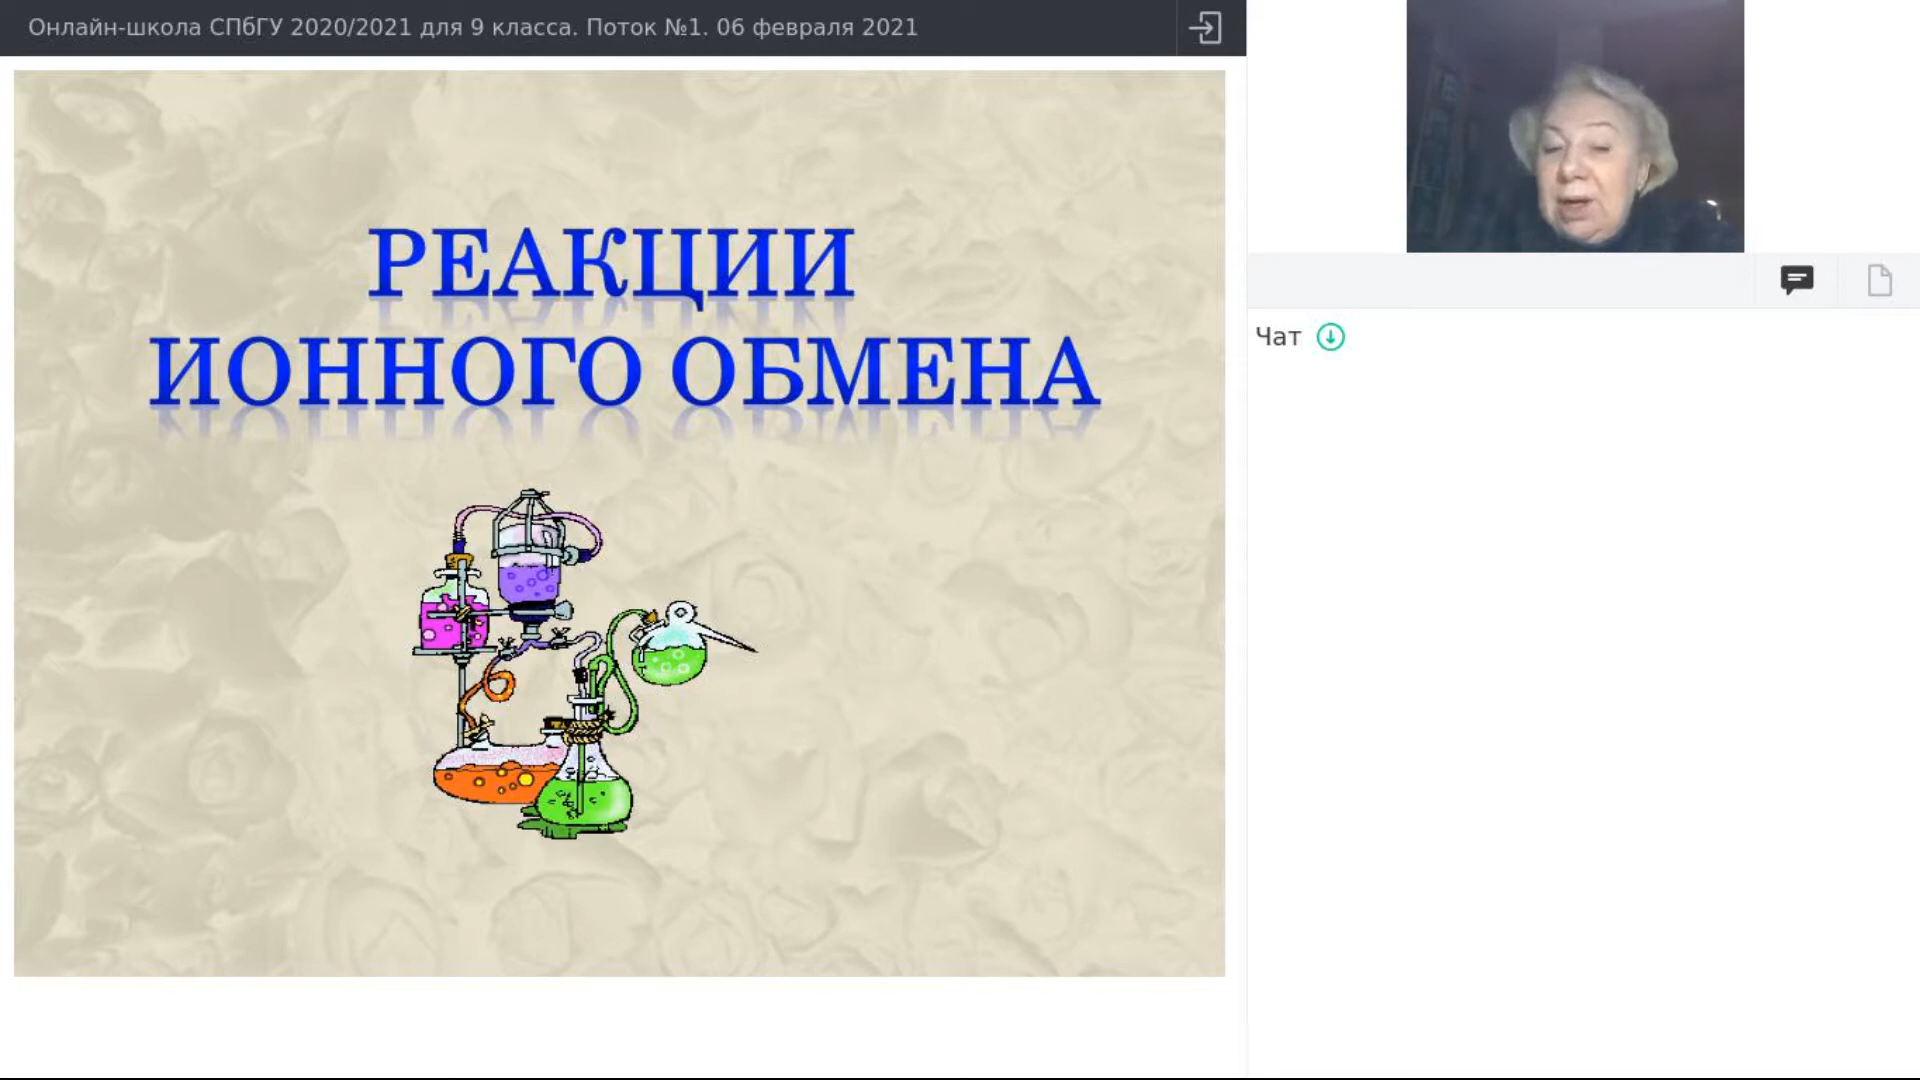 Онлайн-школа СПбГУ 2020/2021 для 9 класса. Поток №1. 06 февраля 2021
РЕАКЦИИ
ИОННОГО ОБМЕНА
Чат